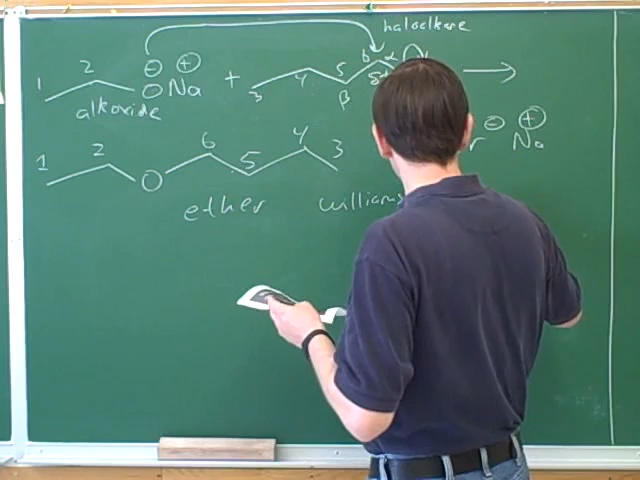 haloalkane
1 2 ⊖ ⊕ O Na + 3 4 5 6 α β δ+
alkoxide
⊖ ⊕
r Na
1 2 O 6 5 4 3
ether williams